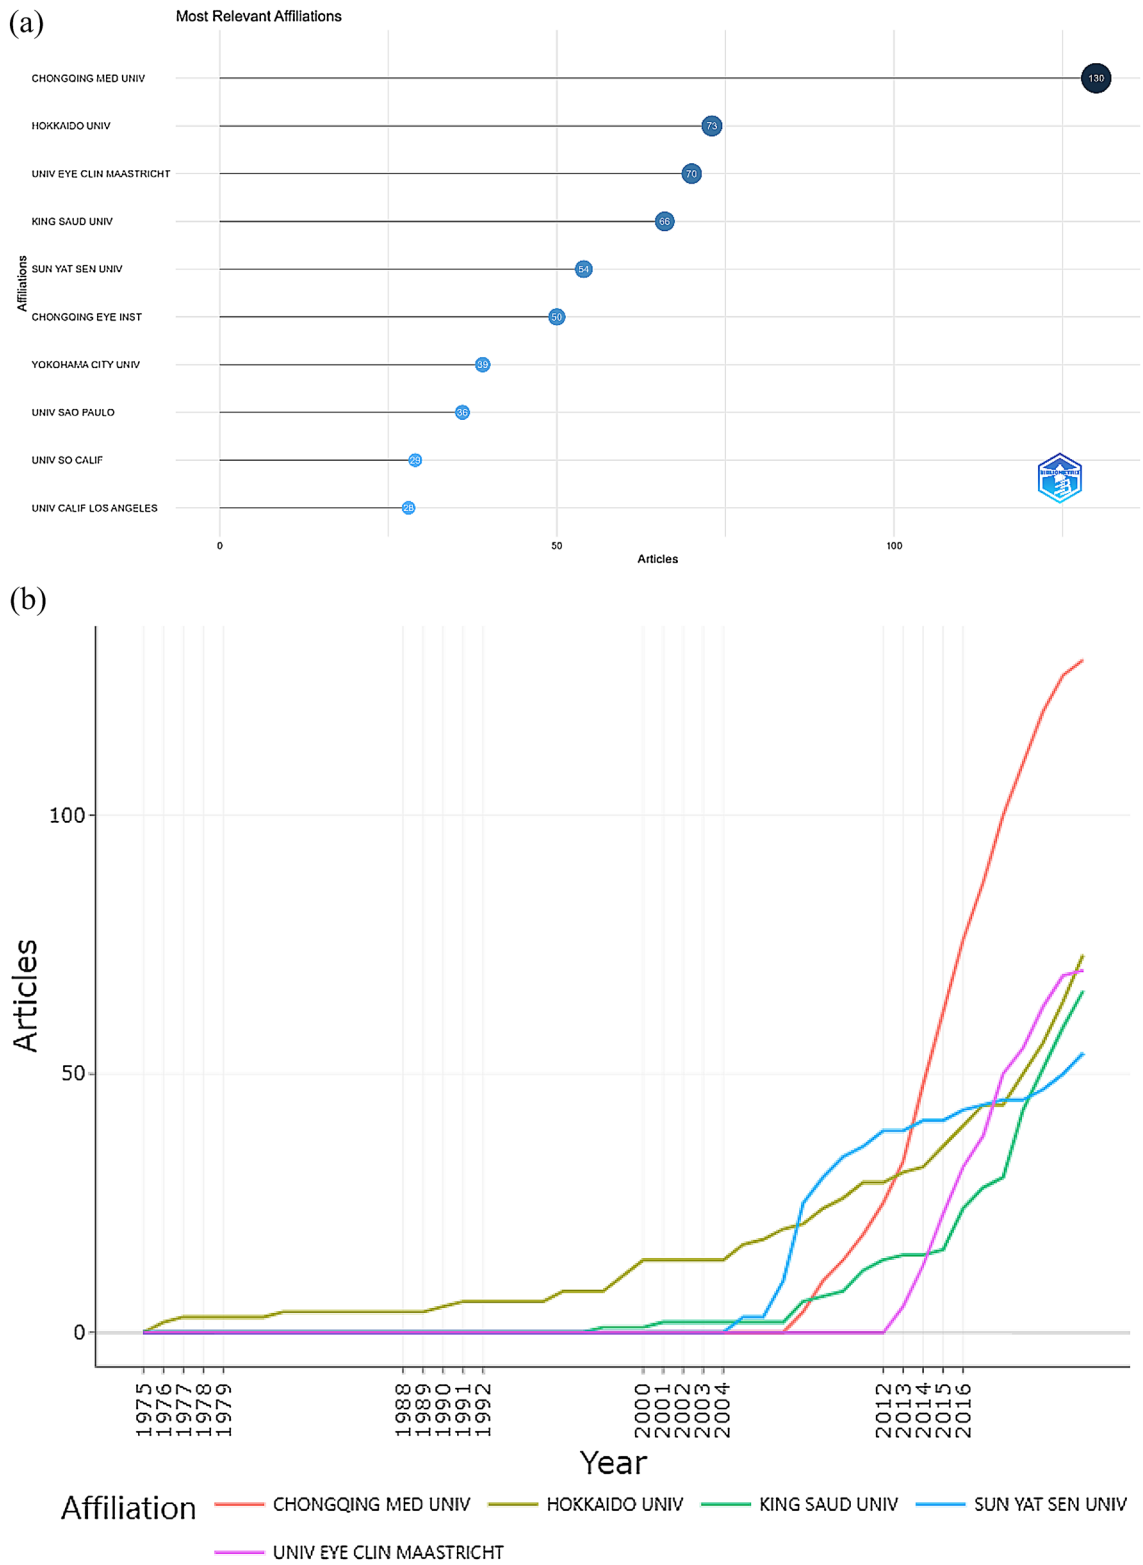 (a)
Most Relevant Affiliations
CHONGQING MED UNIV
130
HOKKAIDO UNIV
73
UNIV EYE CLIN MAASTRICHT
70
KING SAUD UNIV
66
SUN YAT SEN UNIV
54
CHONGQING EYE INST
50
YOKOHAMA CITY UNIV
39
UNIV SAO PAULO
36
UNIV SO CALIF
29
UNIV CALIF LOS ANGELES
28
Affiliations
BIBLIOMETRIX
0 50 100
Articles
(b)
100
50
0
Articles
1975 1976 1977 1978 1979 1988 1989 1990 1991 1992 2000 2001 2002 2003 2004 2012 2013 2014 2015 2016
Year
Affiliation CHONGQING MED UNIV HOKKAIDO UNIV KING SAUD UNIV SUN YAT SEN UNIV
UNIV EYE CLIN MAASTRICHT